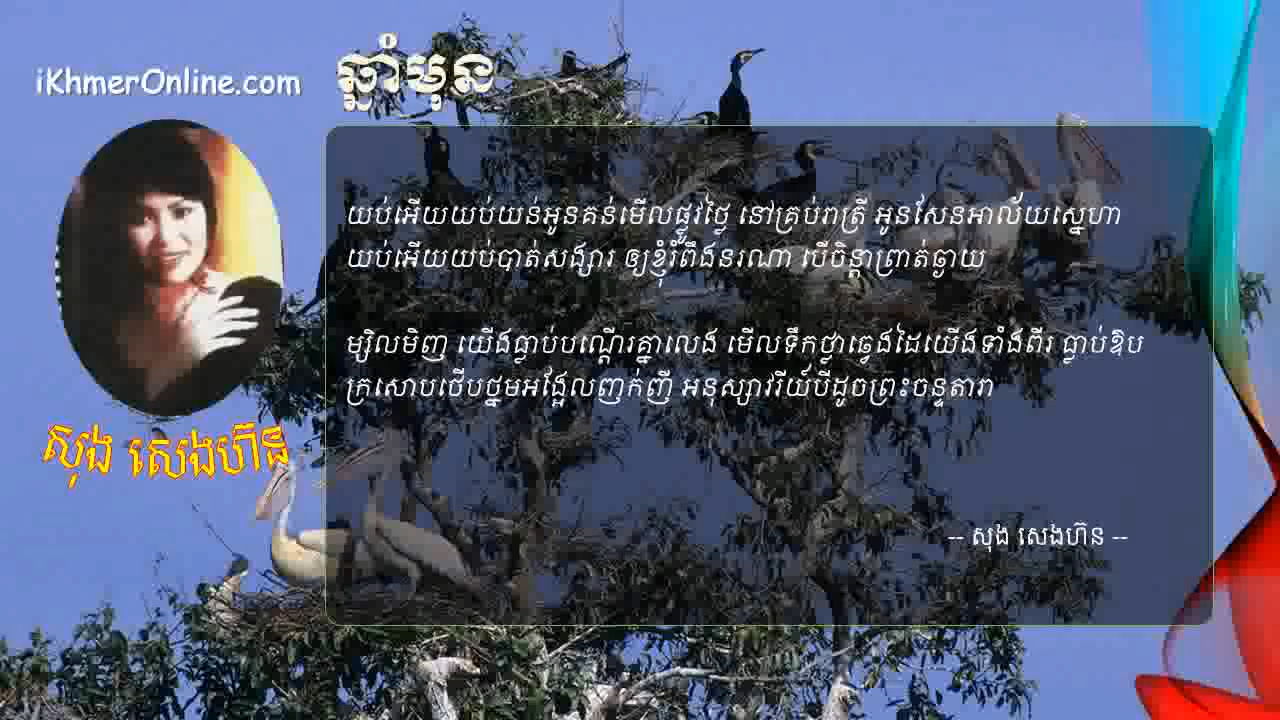 iKhmerOnline.com
ឆ្នាំមុន
យប់អើយយប់យន់អូនគន់មើលផ្លូវថ្ងៃ នៅគ្រប់រាត្រី អូនសែនអាល័យស្នេហា
យប់អើយយប់បាត់សង្សារ ឲ្យខ្ញុំរំពឹងនរណា បើចិន្តាព្រាត់ឆ្ងាយ
ម្សិលមិញ យើងធ្លាប់បណ្ដើរគ្នាលេង មើលទឹកថ្លាឆ្វេងដៃយើងទាំងពីរ ធ្លាប់ឱប
ក្រសោបថើបថ្នមអង្អែលញក់ញី អនុស្សាវរីយ៍បីដូចព្រះចន្ទតារា
សុង សេងហ៊ន
-- សុង សេងហ៊ន --